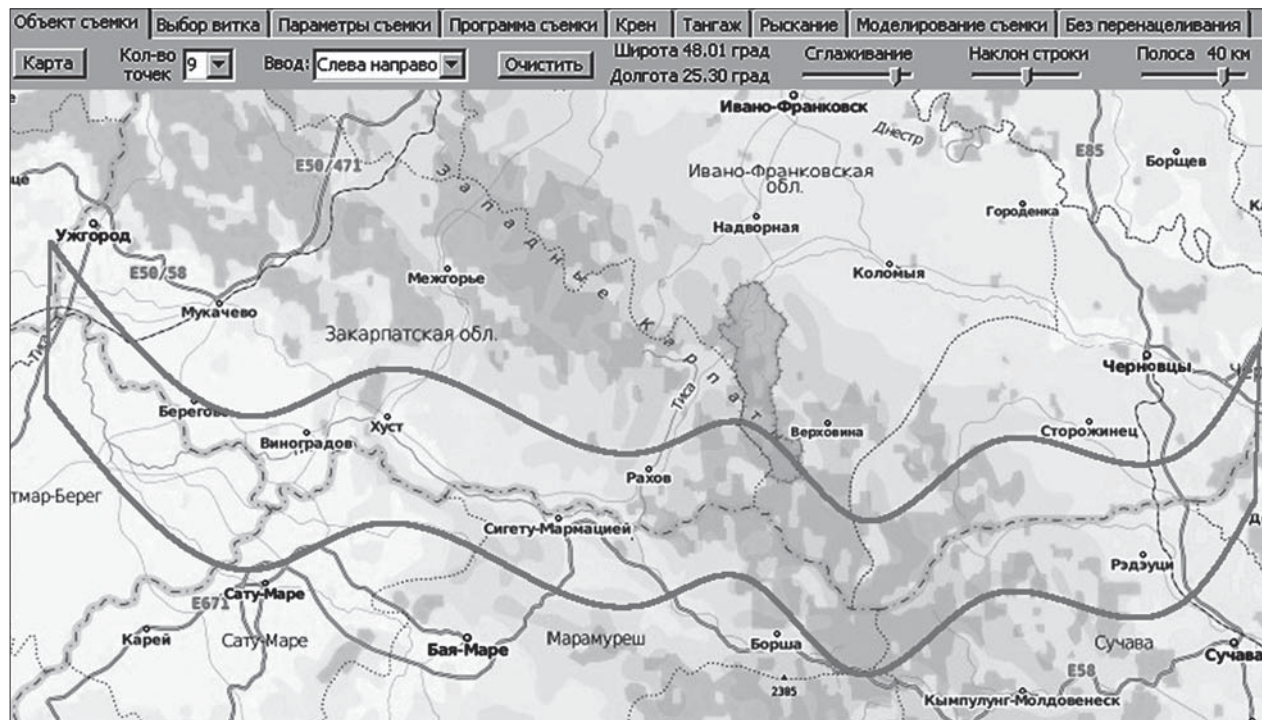 Объект съемки Выбор витка Параметры съемки Программа съемки Крен Тангаж Рыскание Моделирование съемки Без перенацеливания
Карта Кол-во точек 9 Ввод: Слева направо Очистить Широта 48.01 град Сглаживание Наклон строки Полоса 40 км
Долгота 25.30 град
Ивано-Франковск
Днестр
E85
Борщев
E50/471
Западные Карпат
Ивано-Франковская
обл.
Городенка
Ужгород
Надворная
E50/58
Межгорье
Коломыя
Мукачево
Закарпатская обл.
Тиса
Черновцы
Тиса
Берегов
Виноградов
Хуст
Верховина
Сторожинец
Рахов
тмар-Берег
Сигету-Мармацией
Рэдэуци
E671
Сату-Маре
Карей
Сату-Маре
Бая-Маре
Марамуреш
Борша
Сучава
Сучава
E58
2305
Кымпулунг-Молдовенеск